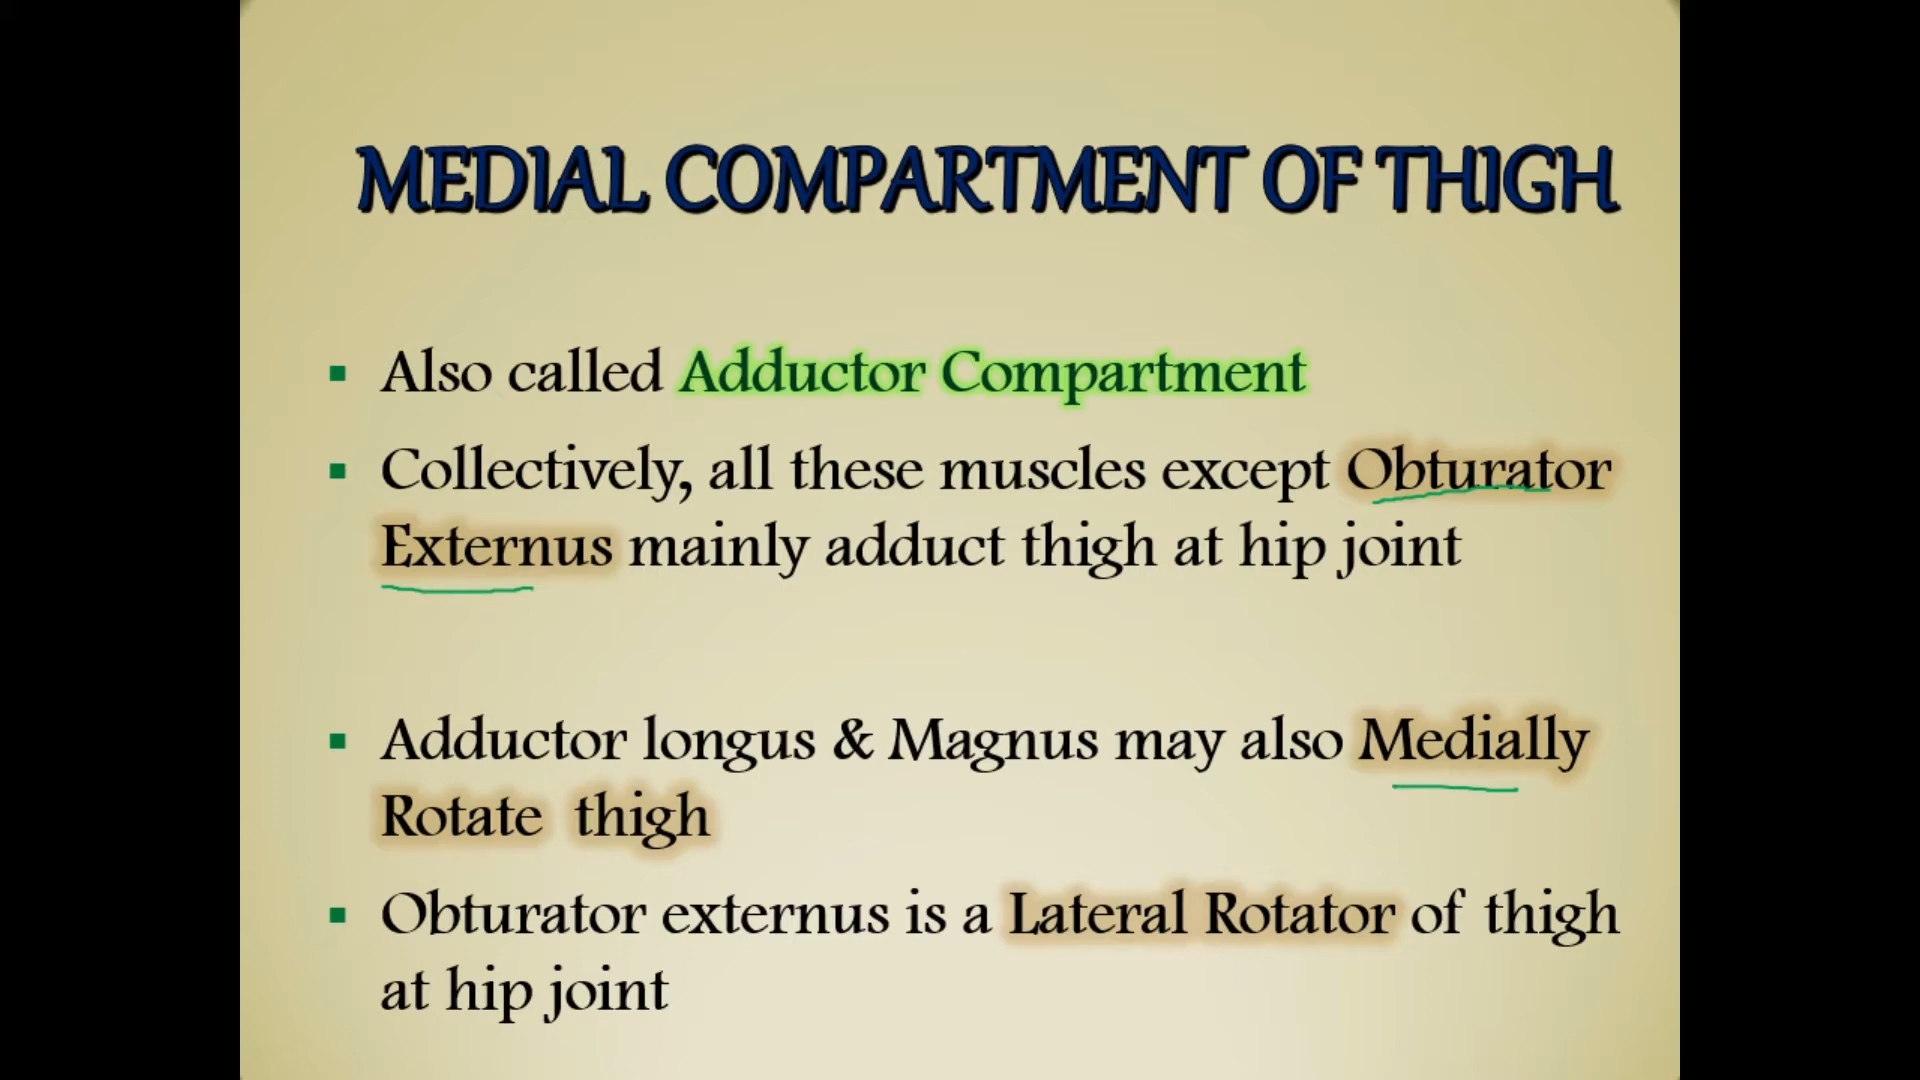 MEDIAL COMPARTMENT OF THIGH
▪ Also called Adductor Compartment
▪ Collectively, all these muscles except Obturator
Externus mainly adduct thigh at hip joint
▪ Adductor longus & Magnus may also Medially
Rotate thigh
▪ Obturator externus is a Lateral Rotator of thigh
at hip joint